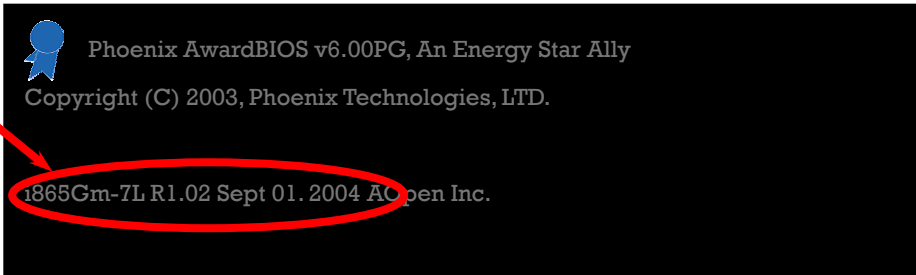 Phoenix AwardBIOS v6.00PG, An Energy Star Ally
Copyright (C) 2003, Phoenix Technologies, LTD.
i865Gm-7L R1.02 Sept 01. 2004 AOpen Inc.